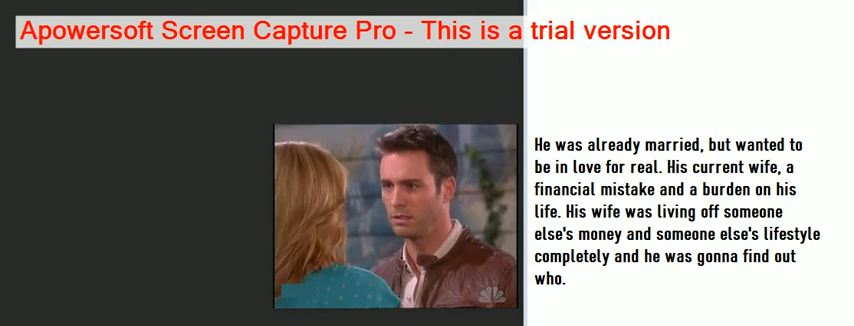 Apowersoft Screen Capture Pro - This is a trial version
He was already married, but wanted to
be in love for real. His current wife, a
financial mistake and a burden on his
life. His wife was living off someone
else's money and someone else's lifestyle
completely and he was gonna find out
who.